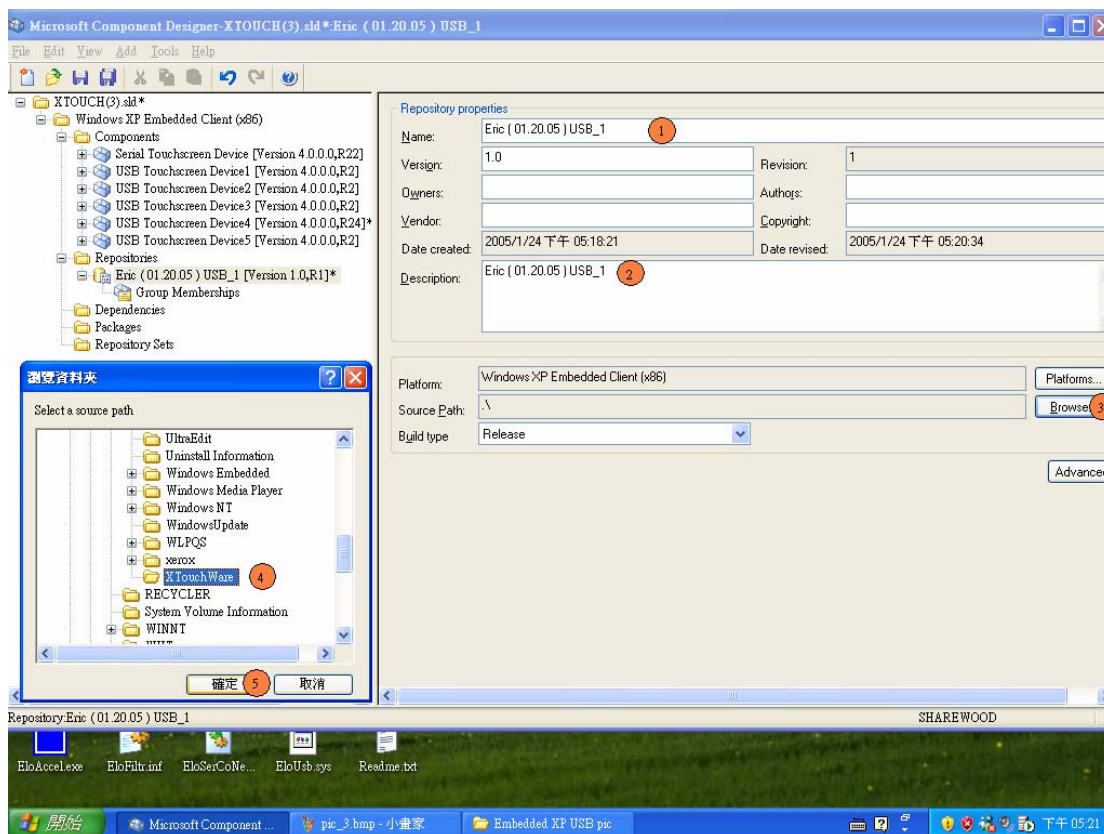 Microsoft Component Designer-XTOUCH(3).sld*:Eric ( 01.20.05 ) USB_1
File Edit View Add Tools Help
XTOUCH(3).sld*
Windows XP Embedded Client (x86)
Components
Serial Touchscreen Device [Version 4.0.0.0,R22]
USB Touchscreen Device1 [Version 4.0.0.0,R2]
USB Touchscreen Device2 [Version 4.0.0.0,R2]
USB Touchscreen Device3 [Version 4.0.0.0,R2]
USB Touchscreen Device4 [Version 4.0.0.0,R24]*
USB Touchscreen Device5 [Version 4.0.0.0,R2]
Repositories
Eric ( 01.20.05 ) USB_1 [Version 1.0,R1]*
Group Memberships
Dependencies
Packages
Repository Sets
Repository properties
Name: Eric ( 01.20.05 ) USB_1 1
Version: 1.0 Revision: 1
Owners: Authors:
Vendor: Copyright:
Date created: 2005/1/24 下午 05:18:21 Date revised: 2005/1/24 下午 05:20:34
Description: Eric ( 01.20.05 ) USB_1 2
Platform: Windows XP Embedded Client (x86) Platforms...
Source Path: .\ Browse 3
Build type Release
Advanced
瀏覽資料夾
Select a source path
UltraEdit
Uninstall Information
Windows Embedded
Windows Media Player
Windows NT
WindowsUpdate
WLPQS
xerox
XTouchWare 4
RECYCLER
System Volume Information
WINNT
確定 5 取消
Repository:Eric ( 01.20.05 ) USB_1 SHAREWOOD
EloAccel.exe EloFiltr.inf EloSerCoNe... EloUsb.sys Readme.txt
開始 Microsoft Component ... pic_3.bmp - 小畫家 Embedded XP USB pic 下午 05:21